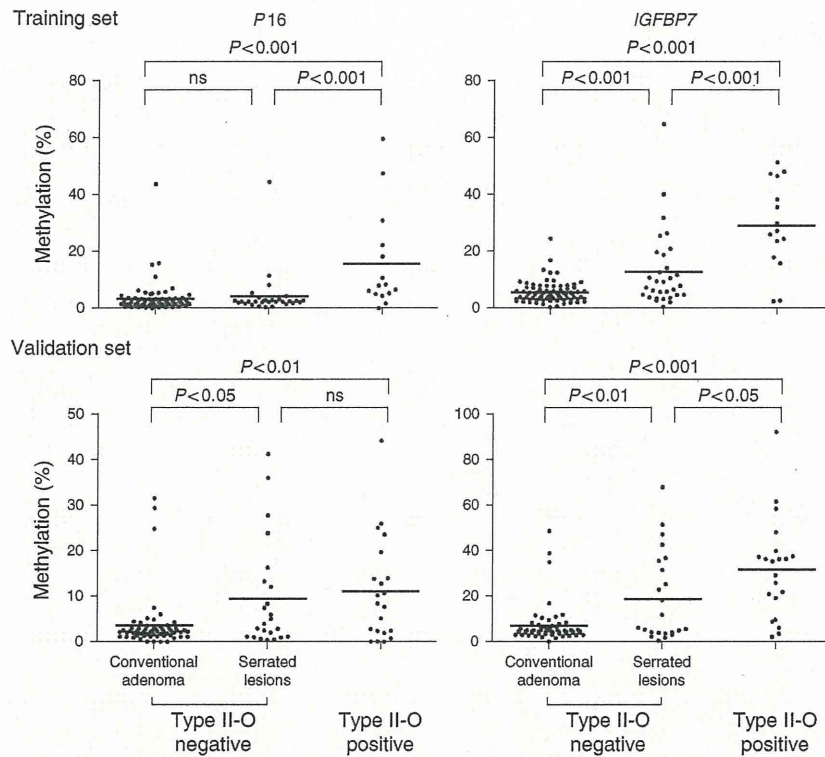 Training set
P16
IGFBP7
P<0.001
P<0.001
ns
P<0.001
P<0.001
P<0.001
Methylation (%)
80
60
40
20
0
80
60
40
20
0
Validation set
P<0.01
P<0.001
P<0.05
ns
P<0.01
P<0.05
Methylation (%)
50
40
30
20
10
0
100
80
60
40
20
0
Conventional
adenoma
Serrated
lesions
Conventional
adenoma
Serrated
lesions
Type II-O
negative
Type II-O
positive
Type II-O
negative
Type II-O
positive